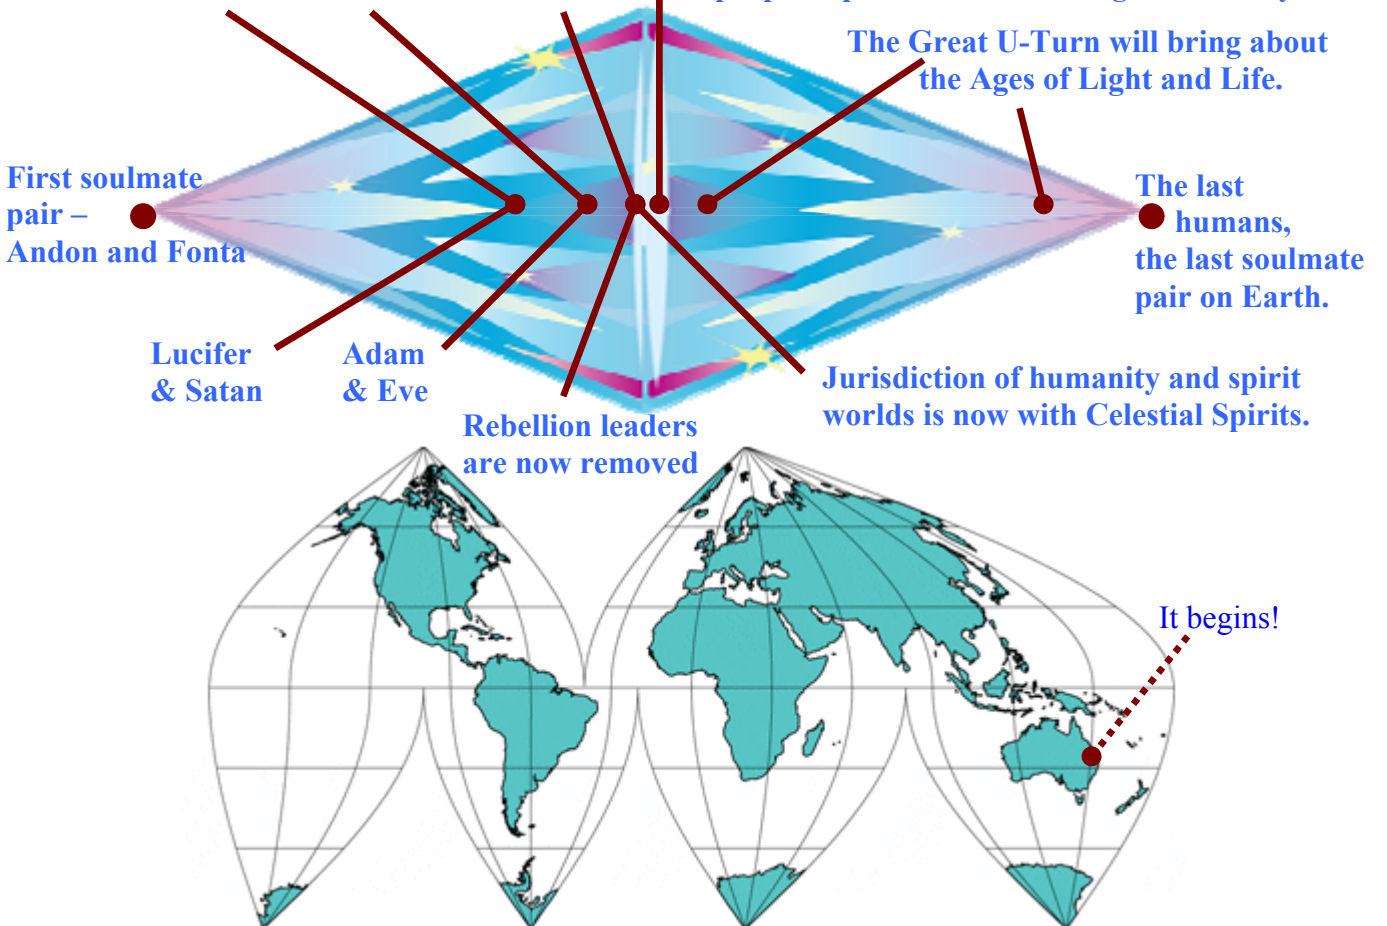 The Great U-Turn will bring about
the Ages of Light and Life.
First soulmate
pair –
Andon and Fonta
The last
humans,
the last soulmate
pair on Earth.
Lucifer
& Satan
Adam
& Eve
Rebellion leaders
are now removed
Jurisdiction of humanity and spirit
worlds is now with Celestial Spirits.
It begins!